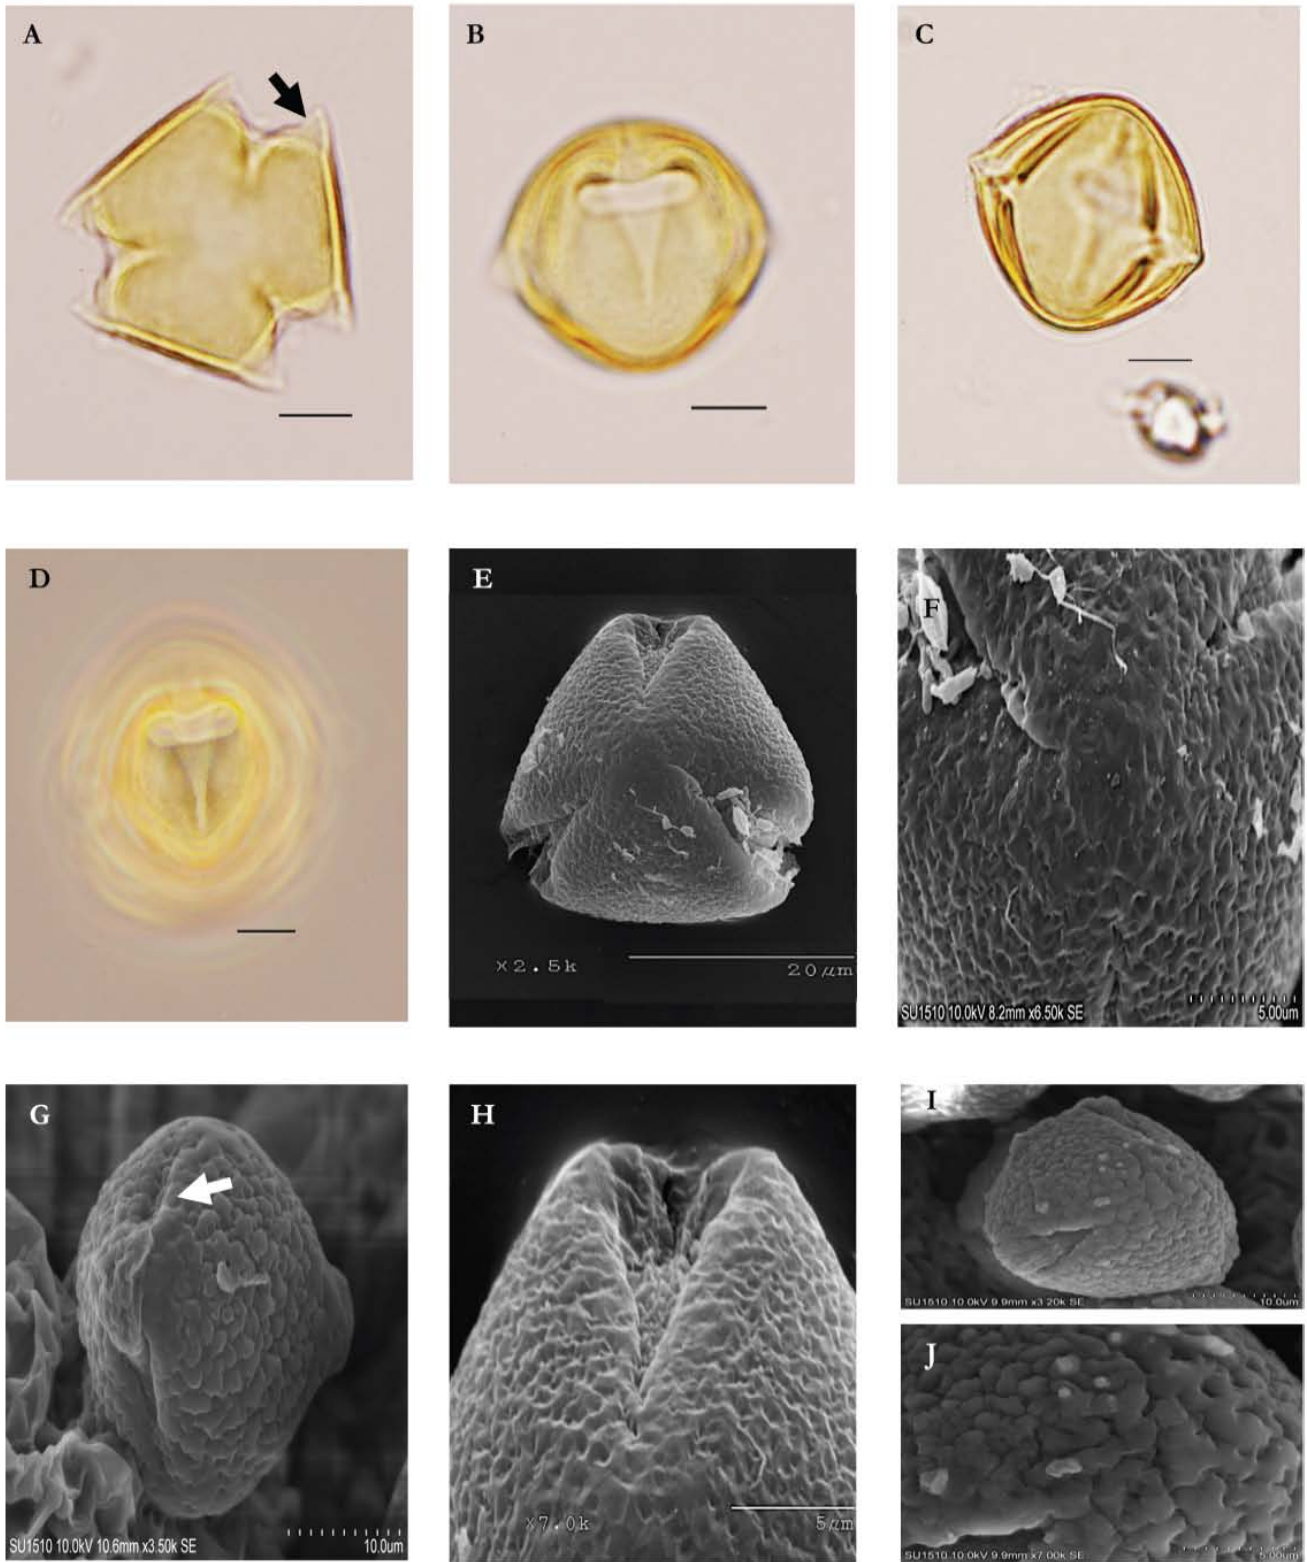 A
B
C
D
E
×2.5k
20µm
F
SU1510 10.0kV 8.2mm x6.50k SE
5.00um
G
SU1510 10.0kV 10.6mm x3.50k SE
10.0um
H
×7.0k
5µm
I
SU1510 10.0kV 9.9mm x3.20k SE
10.0um
J
SU1510 10.0kV 9.9mm x7.00k SE
5.00um